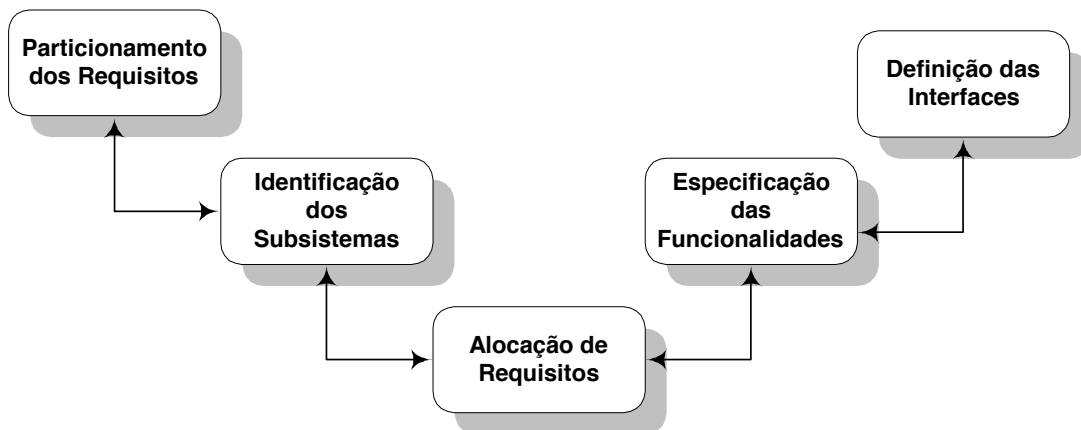 Particionamento
dos Requisitos
Identificação
dos
Subsistemas
Alocação de
Requisitos
Especificação
das
Funcionalidades
Definição das
Interfaces